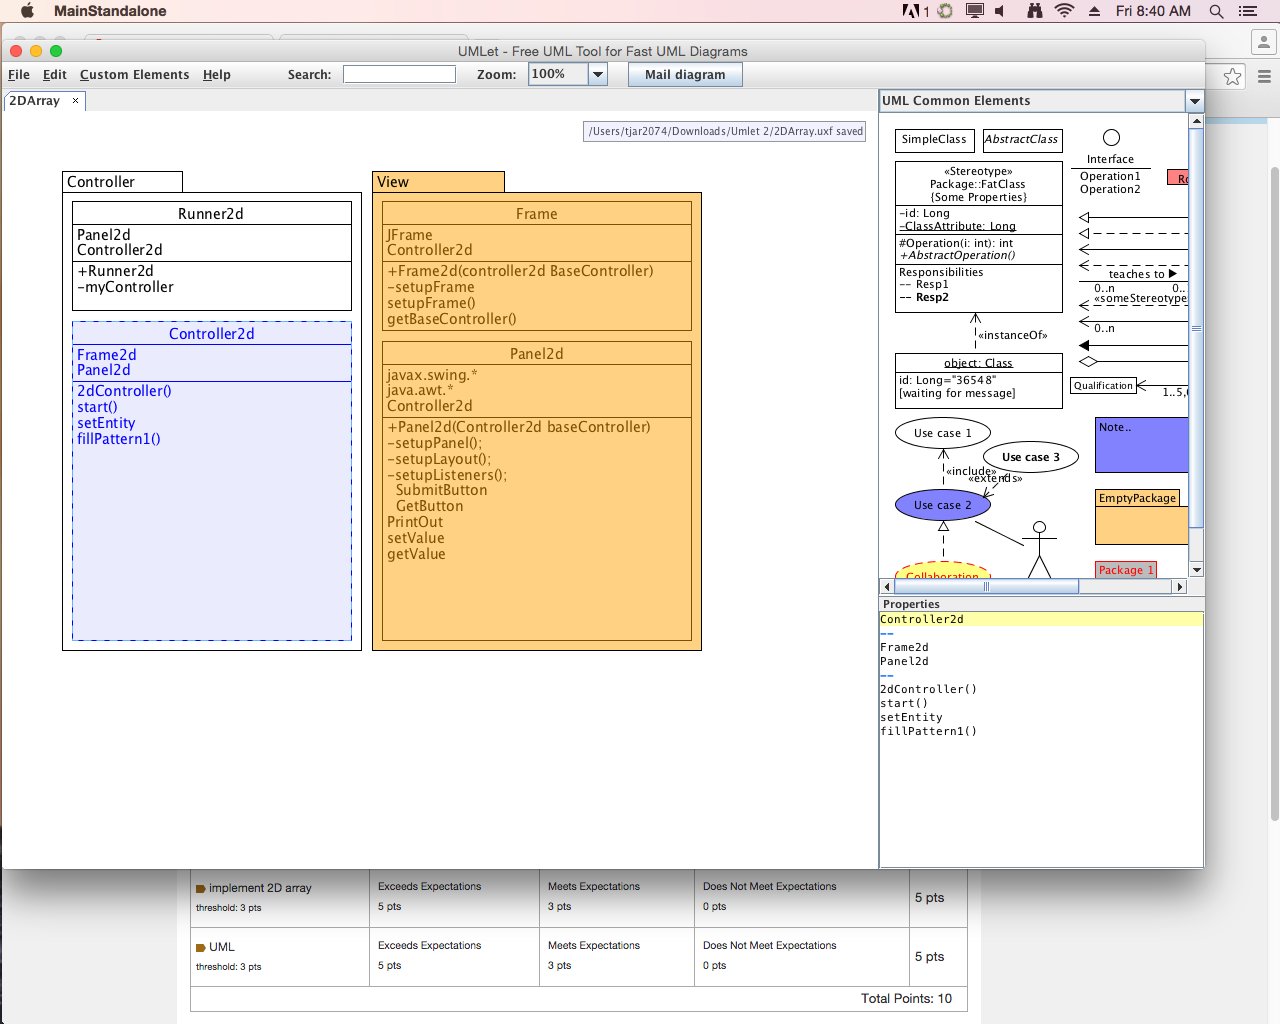 MainStandalone
1
Fri 8:40 AM
UMLet - Free UML Tool for Fast UML Diagrams
File Edit Custom Elements Help Search: Zoom: 100% Mail diagram
2DArray ×
UML Common Elements
/Users/tjar2074/Downloads/Umlet 2/2DArray.uxf saved
Controller
Runner2d
Panel2d
Controller2d
+Runner2d
-myController
Controller2d
Frame2d
Panel2d
2dController()
start()
setEntity
fillPattern1()
View
Frame
JFrame
Controller2d
+Frame2d(controller2d BaseController)
-setupFrame
setupFrame()
getBaseController()
Panel2d
javax.swing.*
java.awt.*
Controller2d
+Panel2d(Controller2d baseController)
-setupPanel();
-setupLayout();
-setupListeners();
SubmitButton
GetButton
PrintOut
setValue
getValue
SimpleClass
AbstractClass
«Stereotype»
Package::FatClass
{Some Properties}
-id: Long
-ClassAttribute: Long
#Operation(i: int): int
+AbstractOperation()
Responsibilities
-- Resp1
-- Resp2
«instanceOf»
object: Class
id: Long="36548"
[waiting for message]
Interface
Operation1
Operation2
Ro
teaches to ▶
0..n 0..
«someStereotype
0..n
Qualification
1..5,6
Use case 1
Use case 3
«include»
«extends»
Use case 2
Collaboration
Note..
EmptyPackage
Package 1
Properties
Controller2d
--
Frame2d
Panel2d
--
2dController()
start()
setEntity
fillPattern1()
implement 2D array
threshold: 3 pts
Exceeds Expectations
5 pts
Meets Expectations
3 pts
Does Not Meet Expectations
0 pts
5 pts
UML
threshold: 3 pts
Exceeds Expectations
5 pts
Meets Expectations
3 pts
Does Not Meet Expectations
0 pts
5 pts
Total Points: 10